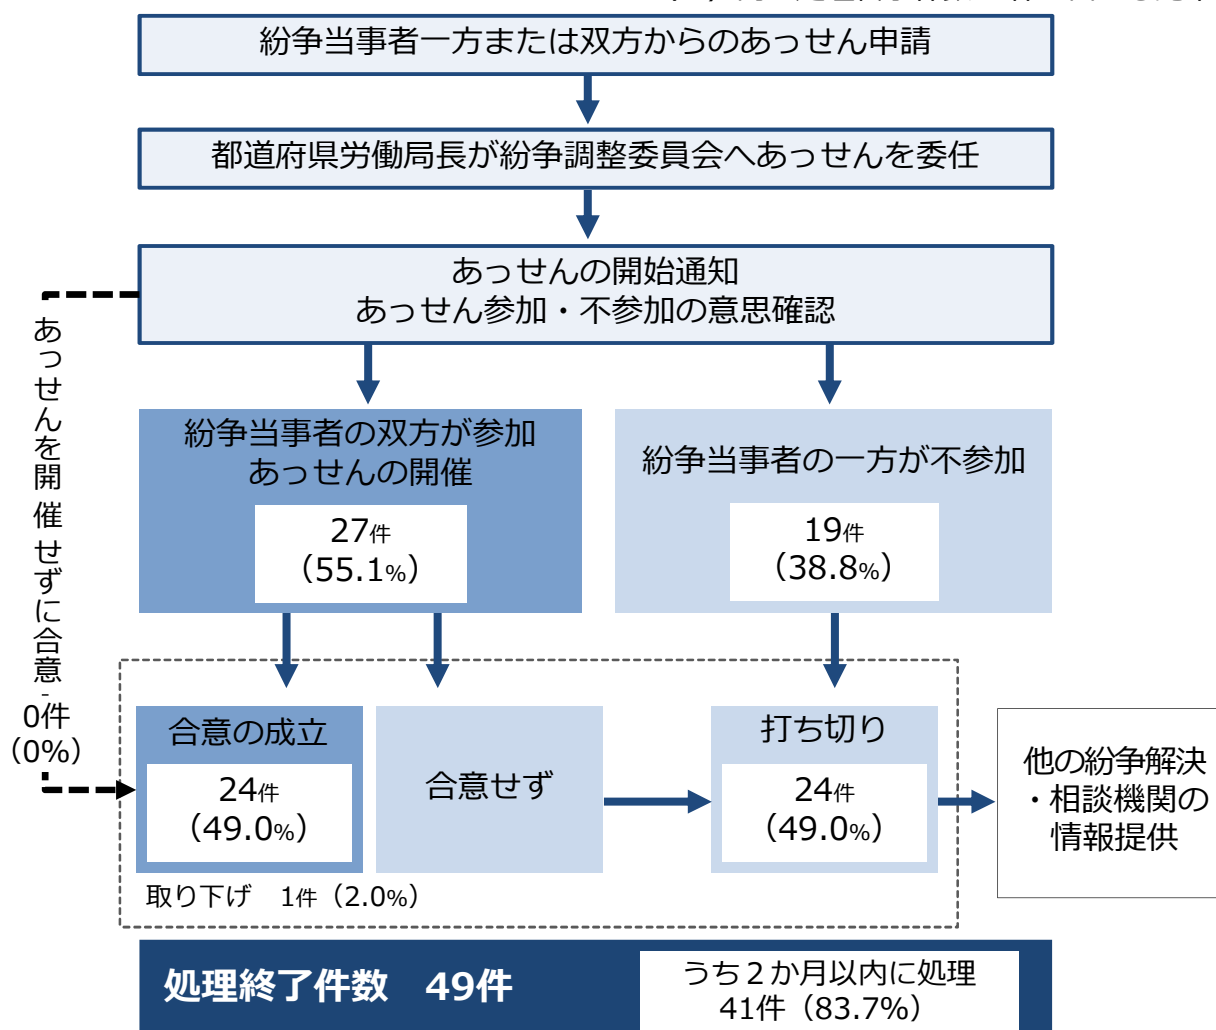 紛争当事者一方または双方からのあっせん申請
都道府県労働局長が紛争調整委員会へあっせんを委任
あっせんの開始通知
あっせん参加・不参加の意思確認
あっせんを開催せずに合意
0件
（0%）
紛争当事者の双方が参加
あっせんの開催
27件
（55.1%）
紛争当事者の一方が不参加
19件
（38.8%）
合意の成立
24件
（49.0%）
合意せず
打ち切り
24件
（49.0%）
他の紛争解決
・相談機関の
情報提供
取り下げ　1件（2.0%）
処理終了件数　49件
うち２か月以内に処理
41件（83.7%）